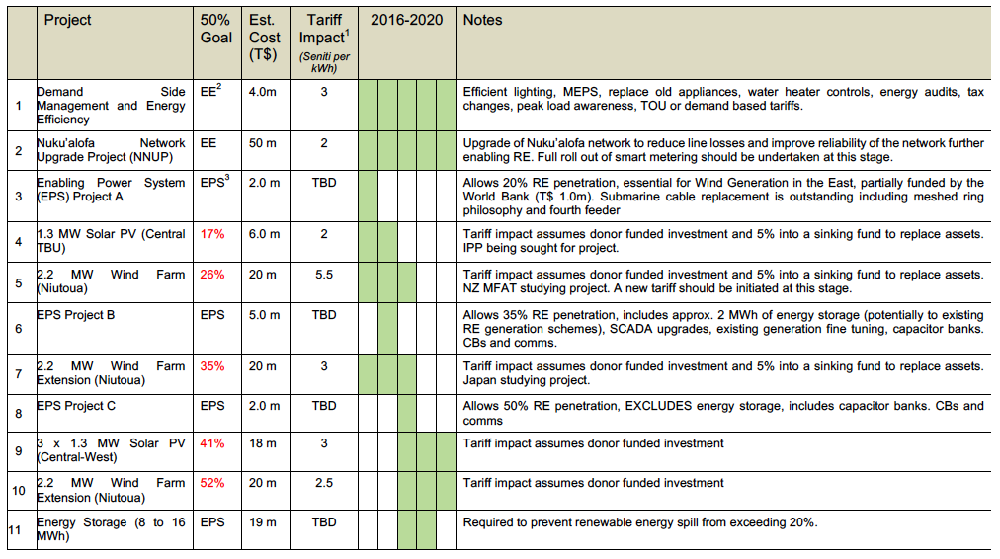 Project 50% Goal Est. Cost (T$) Tariff Impact1 (Seniti per kWh) 2016-2020 Notes
1 Demand Side Management and Energy Efficiency EE2 4.0m 3 Efficient lighting, MEPS, replace old appliances, water heater controls, energy audits, tax
changes, peak load awareness, TOU or demand based tariffs.
2 Nuku'alofa Network Upgrade Project (NNUP) EE 50 m 2 Upgrade of Nuku'alofa network to reduce line losses and improve reliability of the network further
enabling RE. Full roll out of smart metering should be undertaken at this stage.
3 Enabling Power System (EPS) Project A EPS3 2.0 m TBD Allows 20% RE penetration, essential for Wind Generation in the East, partially funded by the
World Bank (T$ 1.0m). Submarine cable replacement is outstanding including meshed ring
philosophy and fourth feeder
4 1.3 MW Solar PV (Central TBU) 17% 6.0 m 2 Tariff impact assumes donor funded investment and 5% into a sinking fund to replace assets.
IPP being sought for project.
5 2.2 MW Wind Farm (Niutoua) 26% 20 m 5.5 Tariff impact assumes donor funded investment and 5% into a sinking fund to replace assets.
NZ MFAT studying project. A new tariff should be initiated at this stage.
6 EPS Project B EPS 5.0 m TBD Allows 35% RE penetration, includes approx. 2 MWh of energy storage (potentially to existing
RE generation schemes), SCADA upgrades, existing generation fine tuning, capacitor banks.
CBs and comms.
7 2.2 MW Wind Farm Extension (Niutoua) 35% 20 m 3 Tariff impact assumes donor funded investment and 5% into a sinking fund to replace assets.
Japan studying project.
8 EPS Project C EPS 2.0 m TBD Allows 50% RE penetration, EXCLUDES energy storage, includes capacitor banks. CBs and
comms
9 3 x 1.3 MW Solar PV (Central-West) 41% 18 m 3 Tariff impact assumes donor funded investment
10 2.2 MW Wind Farm Extension (Niutoua) 52% 20 m 2.5 Tariff impact assumes donor funded investment
11 Energy Storage (8 to 16 MWh) EPS 19 m TBD Required to prevent renewable energy spill from exceeding 20%.